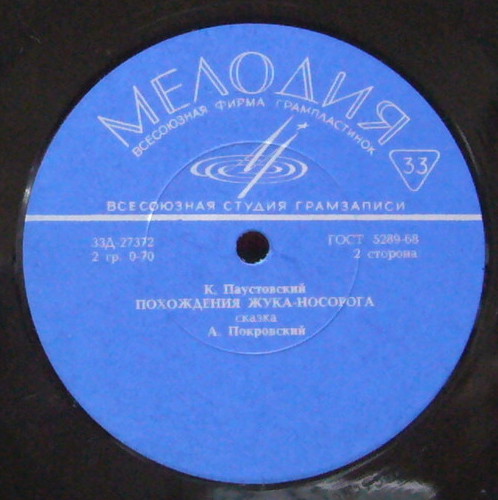 МЕЛОДИЯ
ВСЕСОЮЗНАЯ ФИРМА ГРАМПЛАСТИНОК
33
ВСЕСОЮЗНАЯ СТУДИЯ ГРАМЗАПИСИ
33Д-27372
ГОСТ 5289-68
2 гр. 0-70
2 сторона
К. Паустовский
ПОХОЖДЕНИЯ ЖУКА-НОСОРОГА
сказка
А. Покровский